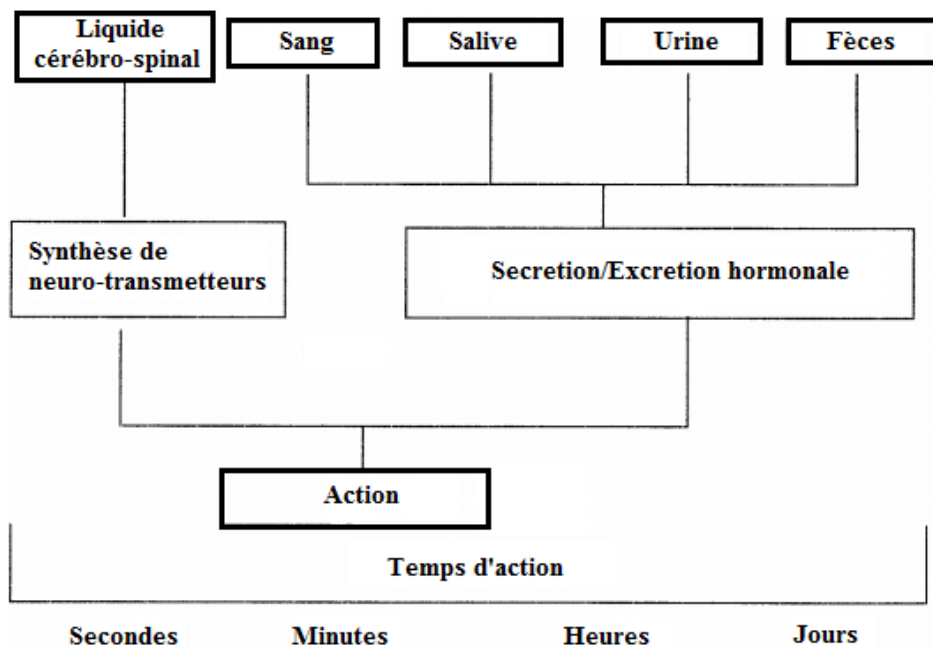 Liquide
cérébro-spinal
Sang
Salive
Urine
Fèces
Synthèse de
neuro-transmetteurs
Secretion/Excretion hormonale
Action
Temps d'action
Secondes
Minutes
Heures
Jours